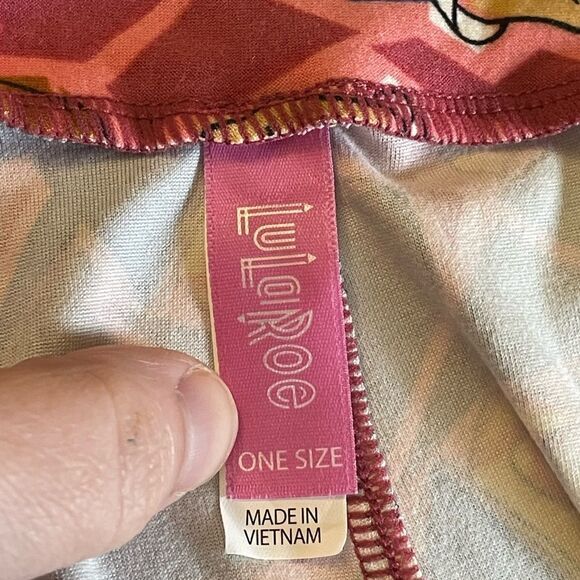 LuLaRoe
ONE SIZE
MADE IN
VIETNAM